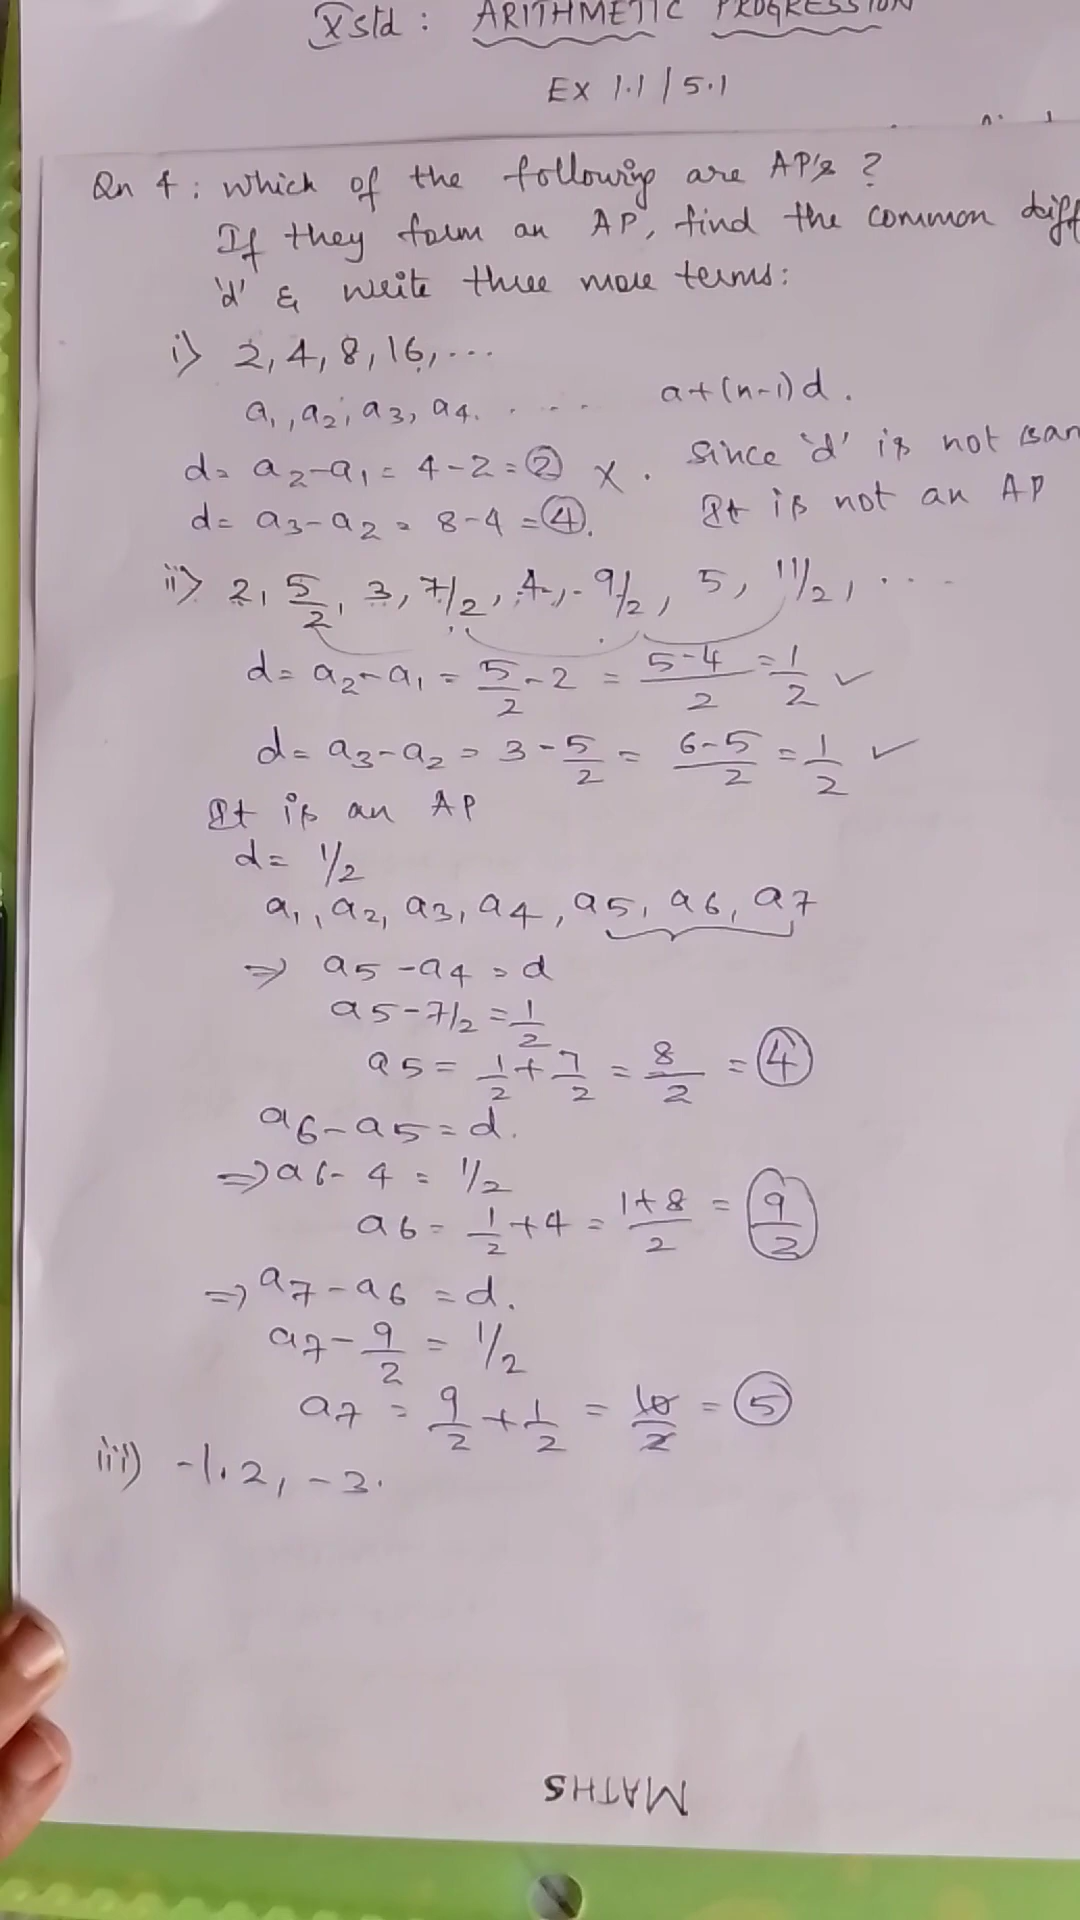 X std : ARITHMETIC PROGRESSION
EX 1.1 / 5.1
Qn 4 : Which of the following are AP's ?
If they form an AP, find the common diff
'd' & write three more terms:
i) 2, 4, 8, 16, ...
a₁, a₂, a₃, a₄. . . . . a+(n-1)d.
d= a₂-a₁ = 4-2 = 2 X . Since 'd' is not sam
d= a₃-a₂ = 8-4 = 4. It is not an AP
ii) 2, 5/2, 3, 7/2, 4, 9/2, 5, 11/2, ....
d= a₂-a₁ = 5/2 - 2 = 5-4/2 = 1/2 ✓
d= a₃-a₂ = 3 - 5/2 = 6-5/2 = 1/2 ✓
It is an AP
d= 1/2
a₁, a₂, a₃, a₄, a₅, a₆, a₇
⇒ a₅-a₄ = d
a₅-7/2 = 1/2
a₅ = 1/2 + 7/2 = 8/2 = 4
a₆-a₅ = d.
⇒ a₆- 4 = 1/2
a₆ = 1/2 + 4 = 1+8/2 = 9/2
⇒ a₇-a₆ = d.
a₇ - 9/2 = 1/2
a₇ = 9/2 + 1/2 = 10/2 = 5
iii) -1.2, -3.
MATHS